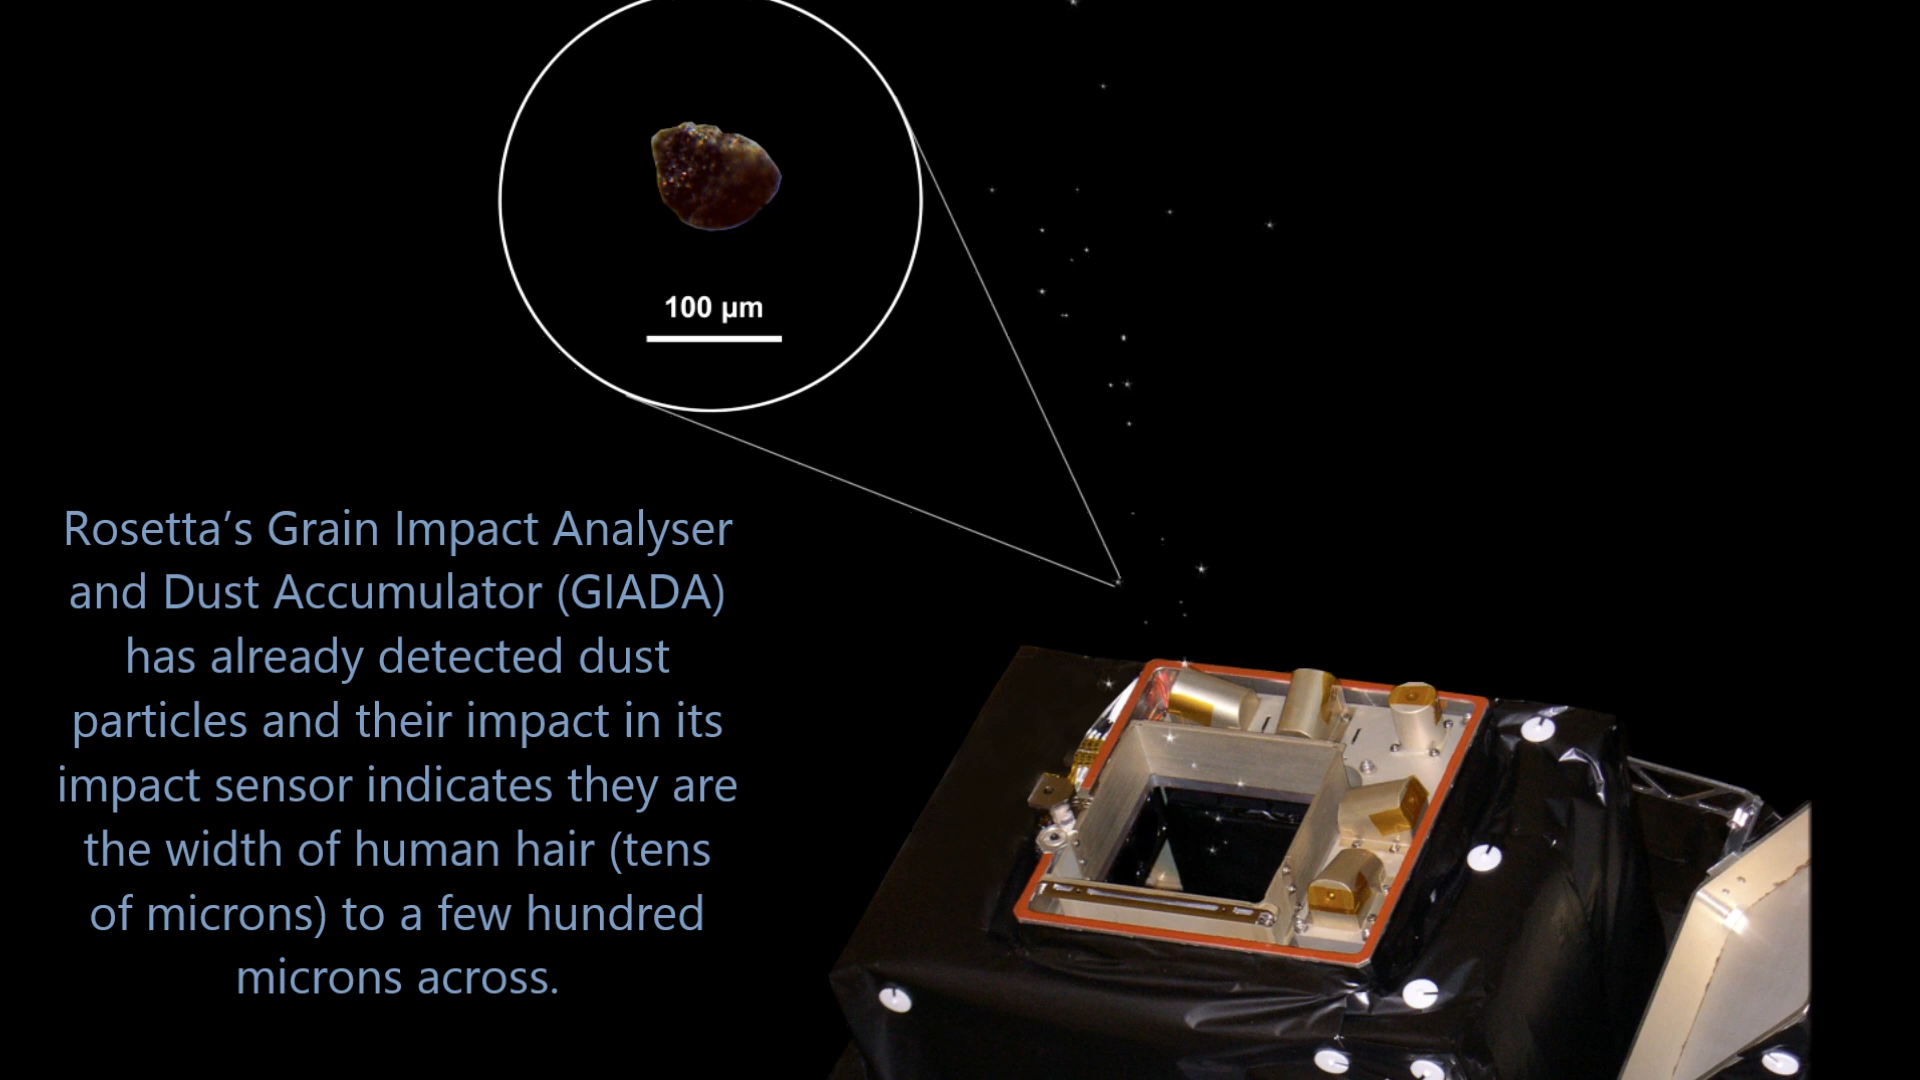 100 µm
Rosetta’s Grain Impact Analyser
and Dust Accumulator (GIADA)
has already detected dust
particles and their impact in its
impact sensor indicates they are
the width of human hair (tens
of microns) to a few hundred
microns across.